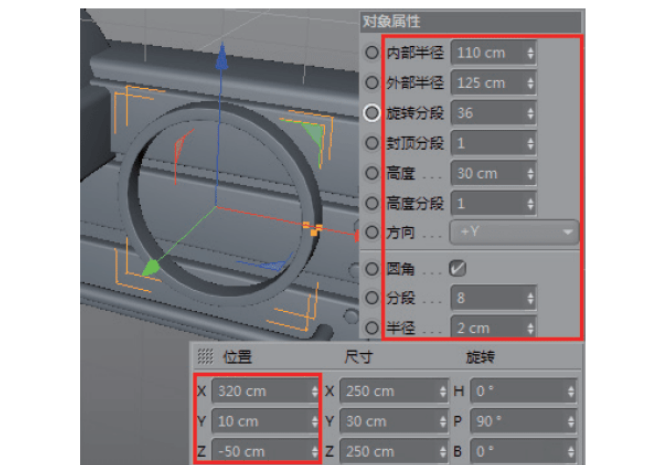 对象属性
内部半径 110 cm
外部半径 125 cm
旋转分段 36
封顶分段 1
高度 . . . . 30 cm
高度分段 1
方向 . . . +Y
圆角 . . . ✓
分段 . . . 8
半径 . . . 2 cm
位置 尺寸 旋转
X 320 cm X 250 cm H 0 °
Y 10 cm Y 30 cm P 90 °
Z -50 cm Z 250 cm B 0 °